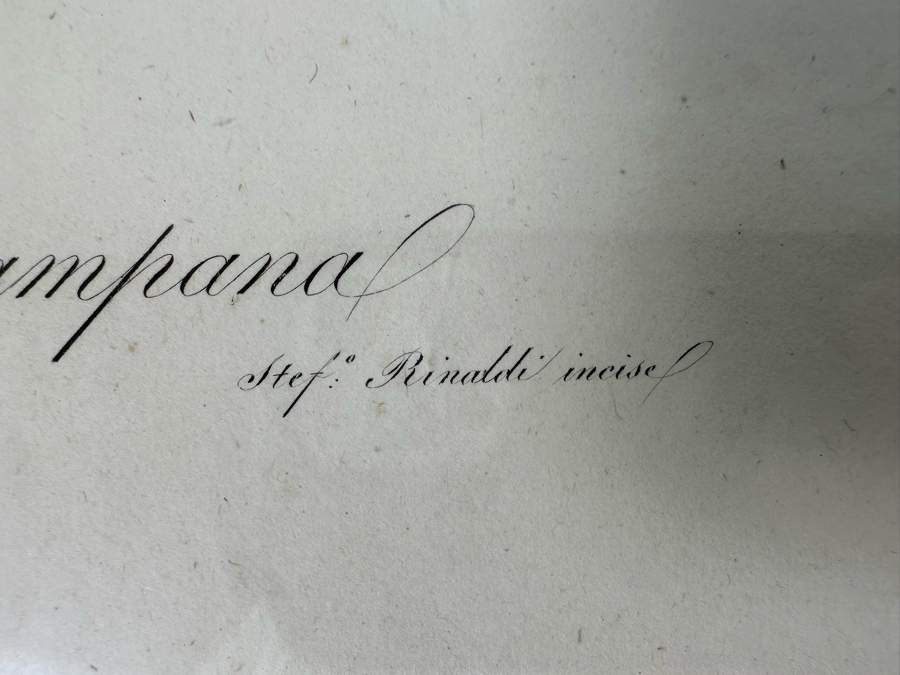 ampana
Stef.º Rinaldi incise